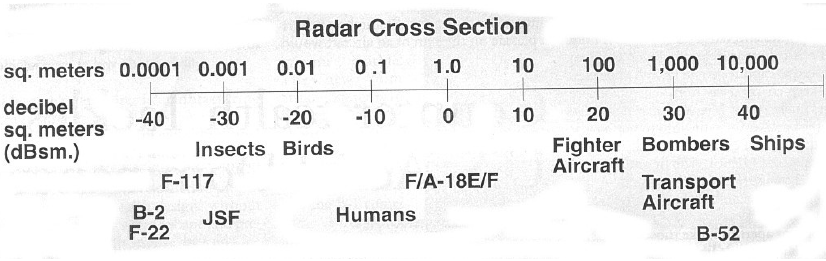 Radar Cross Section
sq. meters 0.0001 0.001 0.01 0.1 1.0 10 100 1,000 10,000
decibel
sq. meters
(dBsm.)
-40 -30 -20 -10 0 10 20 30 40
Insects Birds Fighter Aircraft Bombers Ships
F-117 F/A-18E/F Transport Aircraft
B-2 JSF Humans
F-22 B-52